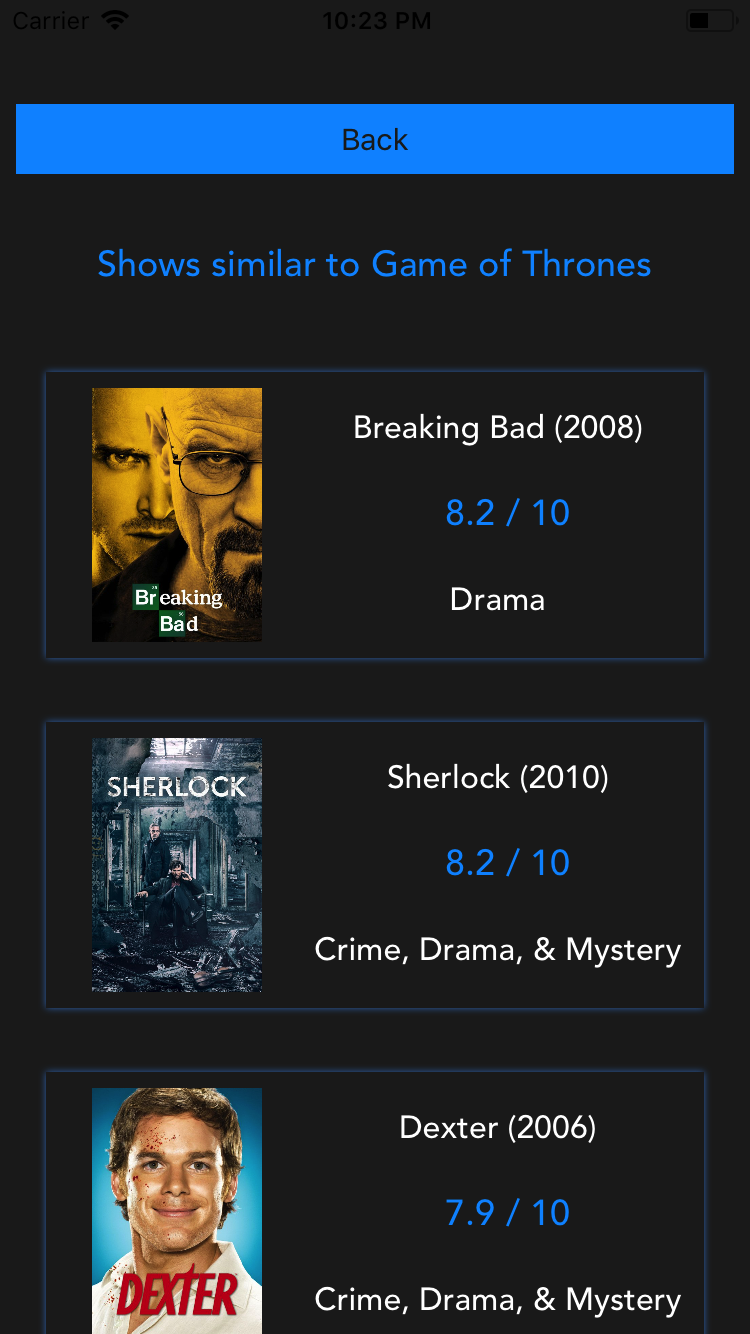 Carrier 10:23 PM
Back
Shows similar to Game of Thrones
Breaking Bad (2008)
8.2 / 10
Drama
Breaking
Bad
Sherlock (2010)
8.2 / 10
Crime, Drama, & Mystery
SHERLOCK
Dexter (2006)
7.9 / 10
Crime, Drama, & Mystery
DEXTER